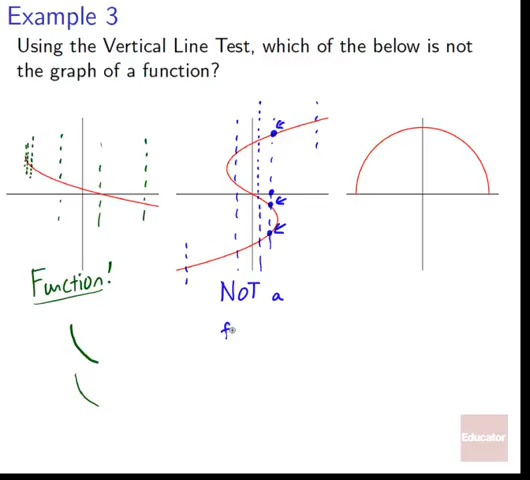 Example 3
Using the Vertical Line Test, which of the below is not
the graph of a function?
Function!
NOT a
f
Educator